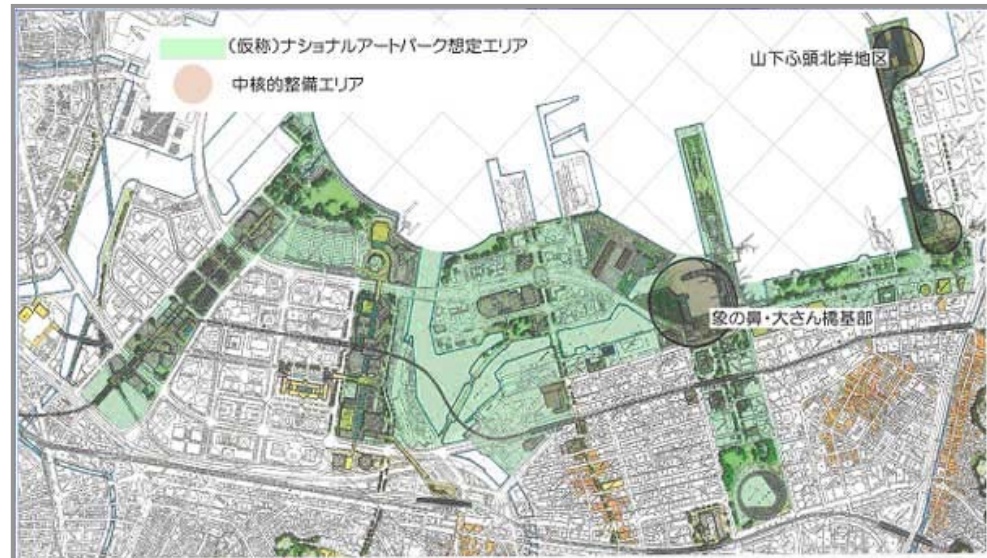 (仮称)ナショナルアートパーク想定エリア
中核的整備エリア
山下ふ頭北岸地区
象の鼻・大さん橋基部